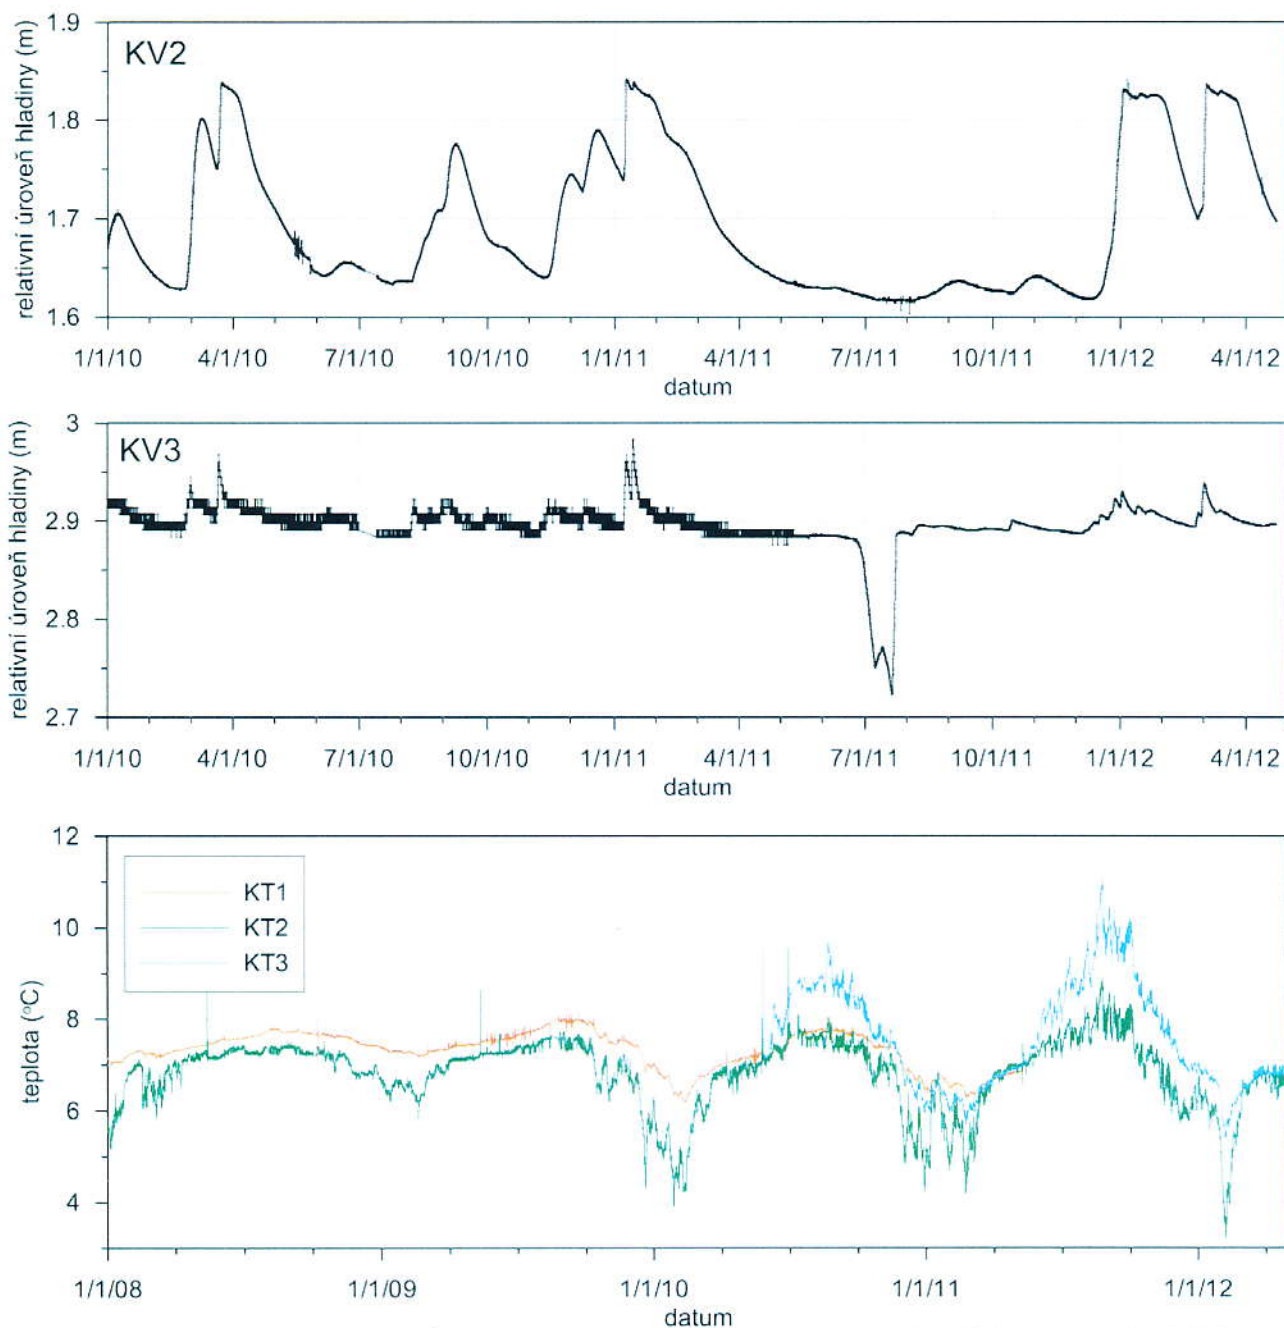 KV2
relativní úroveň hladiny (m)
1.9
1.8
1.7
1.6
1/1/10 4/1/10 7/1/10 10/1/10 1/1/11 4/1/11 7/1/11 10/1/11 1/1/12 4/1/12
datum
KV3
relativní úroveň hladiny (m)
3
2.9
2.8
2.7
1/1/10 4/1/10 7/1/10 10/1/10 1/1/11 4/1/11 7/1/11 10/1/11 1/1/12 4/1/12
datum
teplota (°C)
12
10
8
6
4
KT1
KT2
KT3
1/1/08 1/1/09 1/1/10 1/1/11 1/1/12
datum